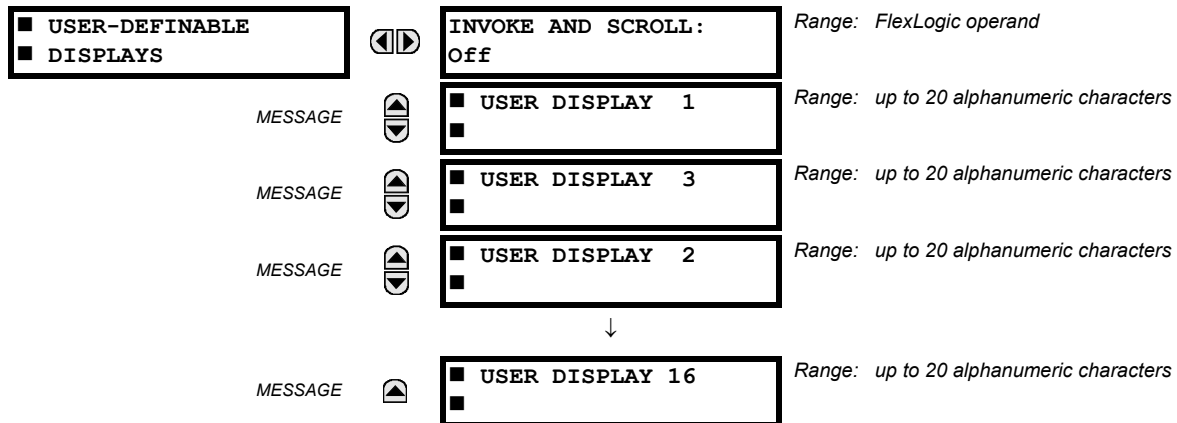 ■ USER-DEFINABLE
■ DISPLAYS
INVOKE AND SCROLL:
Off
Range: FlexLogic operand
MESSAGE
■ USER DISPLAY 1
■
Range: up to 20 alphanumeric characters
MESSAGE
■ USER DISPLAY 3
■
Range: up to 20 alphanumeric characters
MESSAGE
■ USER DISPLAY 2
■
Range: up to 20 alphanumeric characters
↓
MESSAGE
■ USER DISPLAY 16
■
Range: up to 20 alphanumeric characters